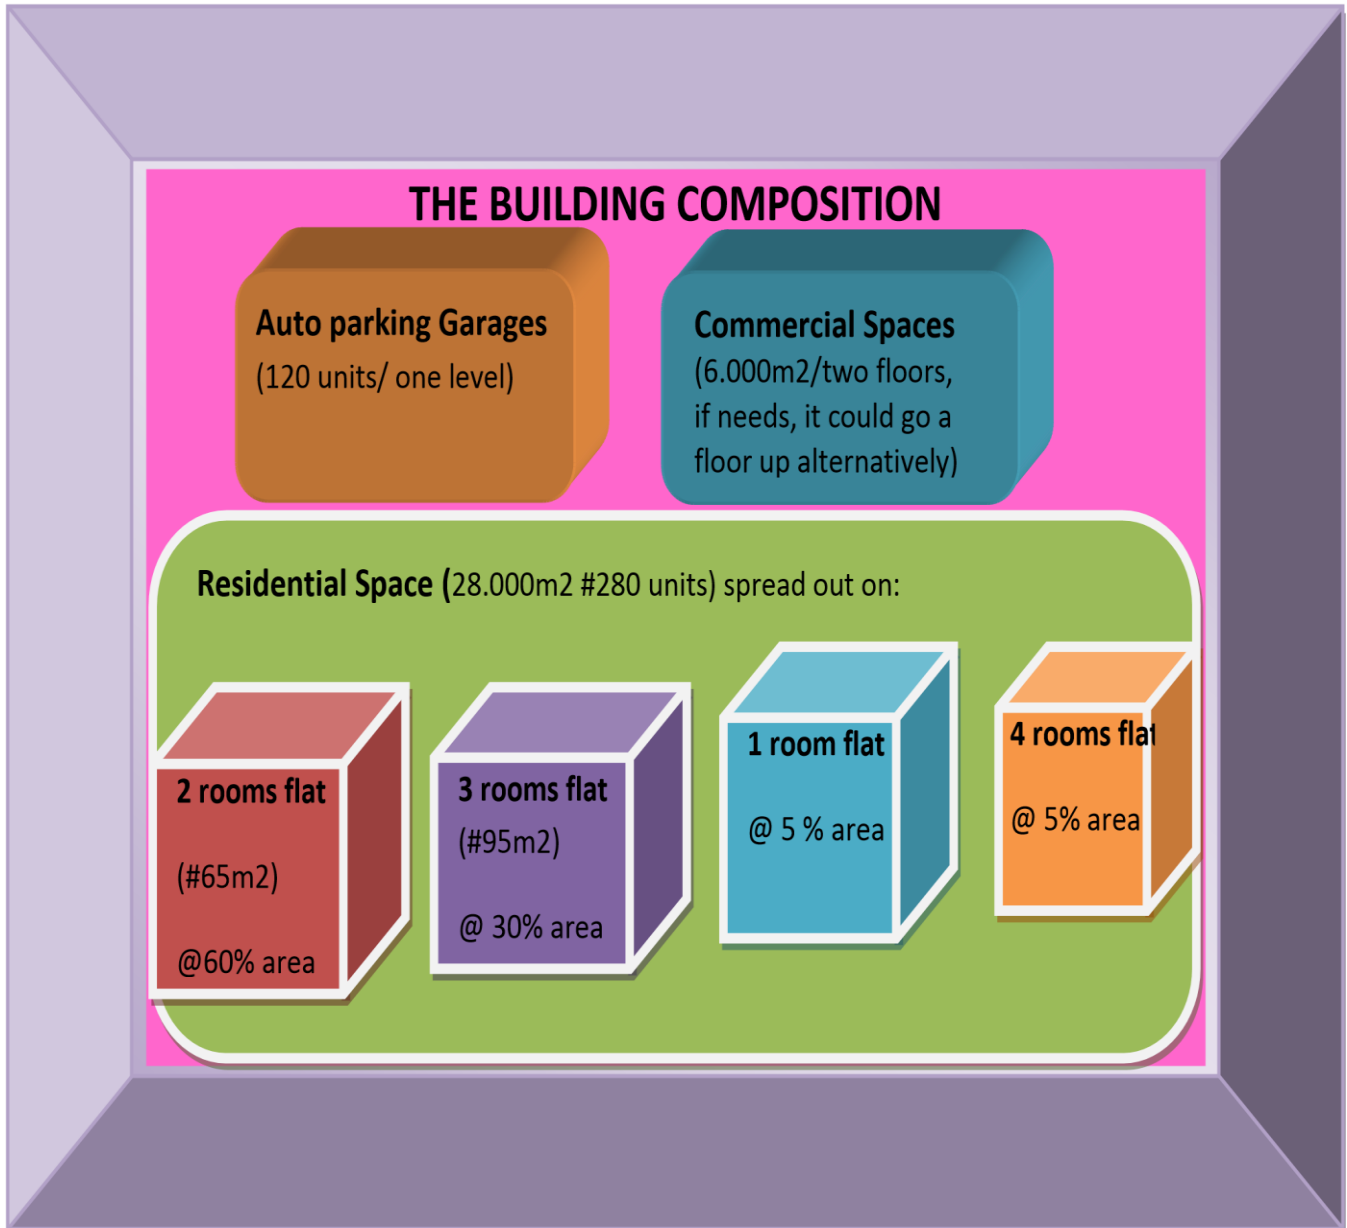 THE BUILDING COMPOSITION
Auto parking Garages
(120 units/ one level)
Commercial Spaces
(6.000m2/two floors,
if needs, it could go a
floor up alternatively)
Residential Space (28.000m2 #280 units) spread out on:
2 rooms flat
(#65m2)
@60% area
3 rooms flat
(#95m2)
@ 30% area
1 room flat
@ 5 % area
4 rooms flat
@ 5% area